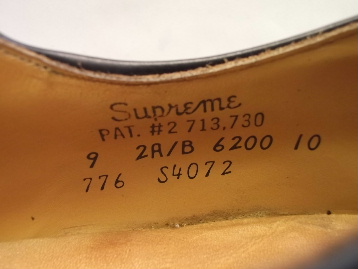 Supreme
PAT. #2 713,730
9 2A/B 6200 10
776 S4072